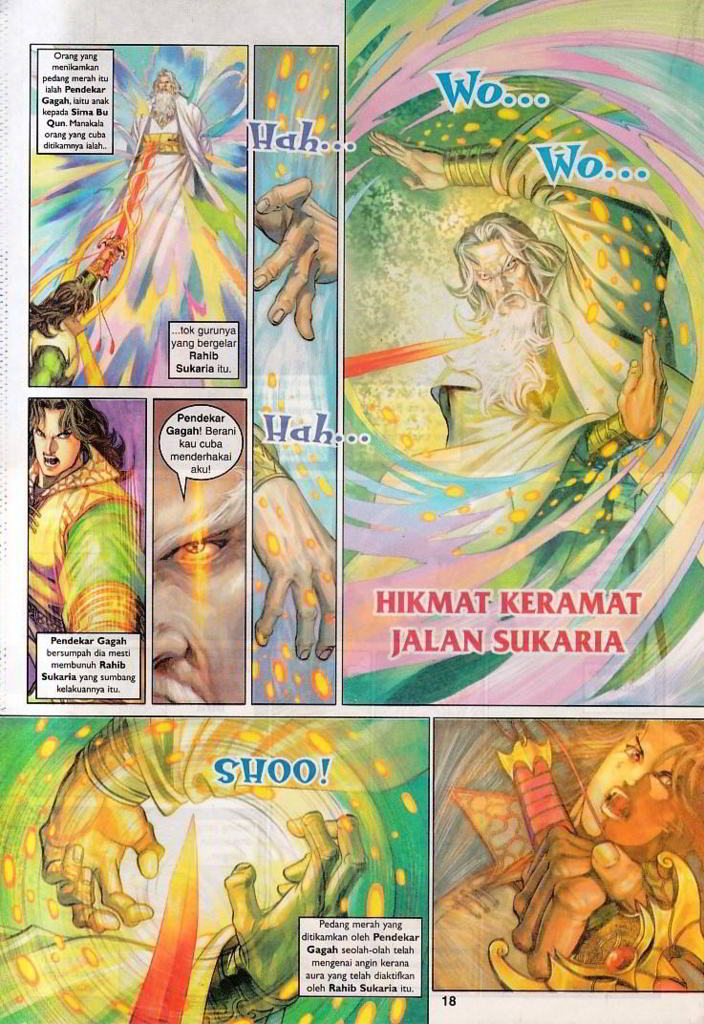 Orang yang
menikamkan
pedang merah itu
ialah Pendekar
Gagah, iaitu anak
kepada Sima Bu
Qun. Manakala
orang yang cuba
ditikamnya ialah..
...tok gurunya
yang bergelar
Rahib
Sukaria itu.
Hah...
Wo...
Wo...
Pendekar Gagah
bersumpah dia mesti
membunuh Rahib
Sukaria yang sumbang
kelakuannya itu.
Pendekar
Gagah! Berani
kau cuba
menderhakai
aku!
Hah...
HIKMAT KERAMAT
JALAN SUKARIA
SHOO!
Pedang merah yang
ditikamkan oleh Pendekar
Gagah seolah-olah telah
mengenai angin kerana
aura yang telah diaktifkan
oleh Rahib Sukaria itu.
18